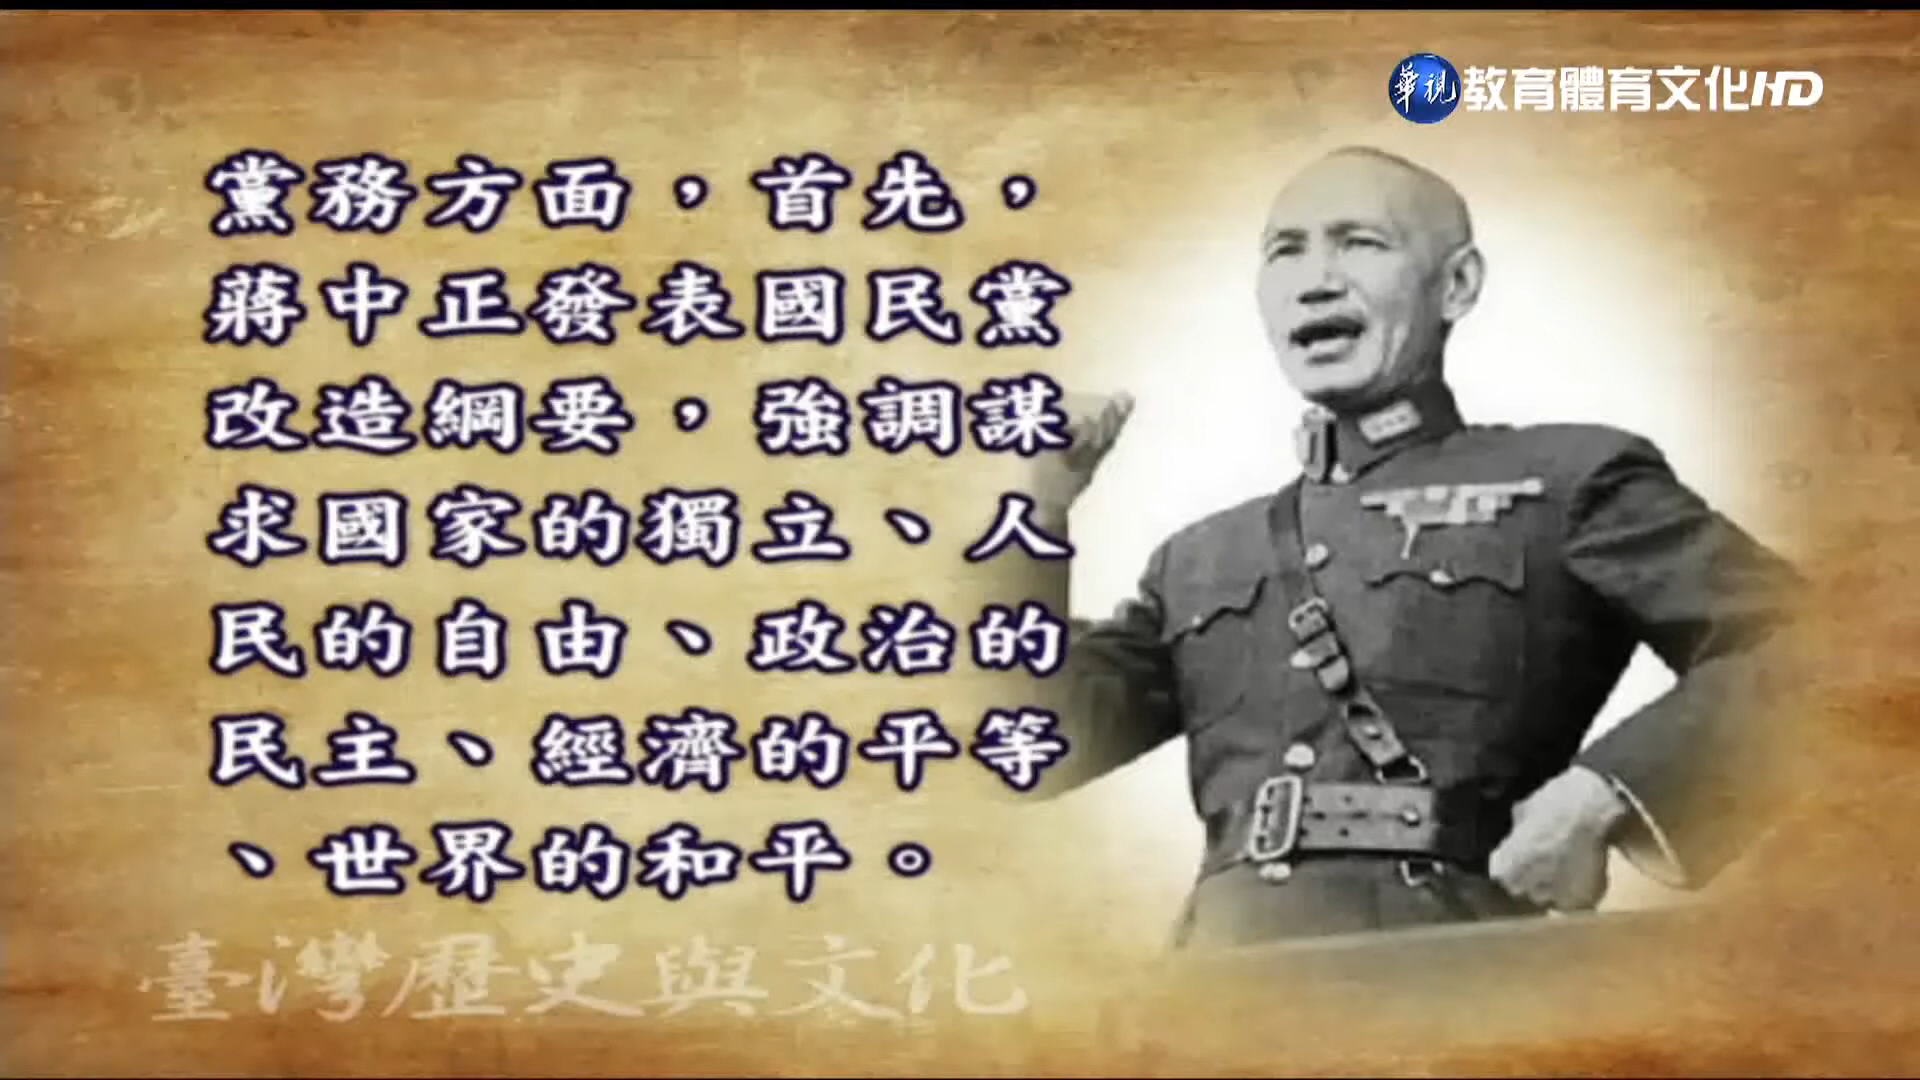 華視 教育體育文化HD
黨務方面，首先，
蔣中正發表國民黨
改造綱要，強調謀
求國家的獨立、人
民的自由、政治的
民主、經濟的平等
、世界的和平。
臺灣歷史與文化